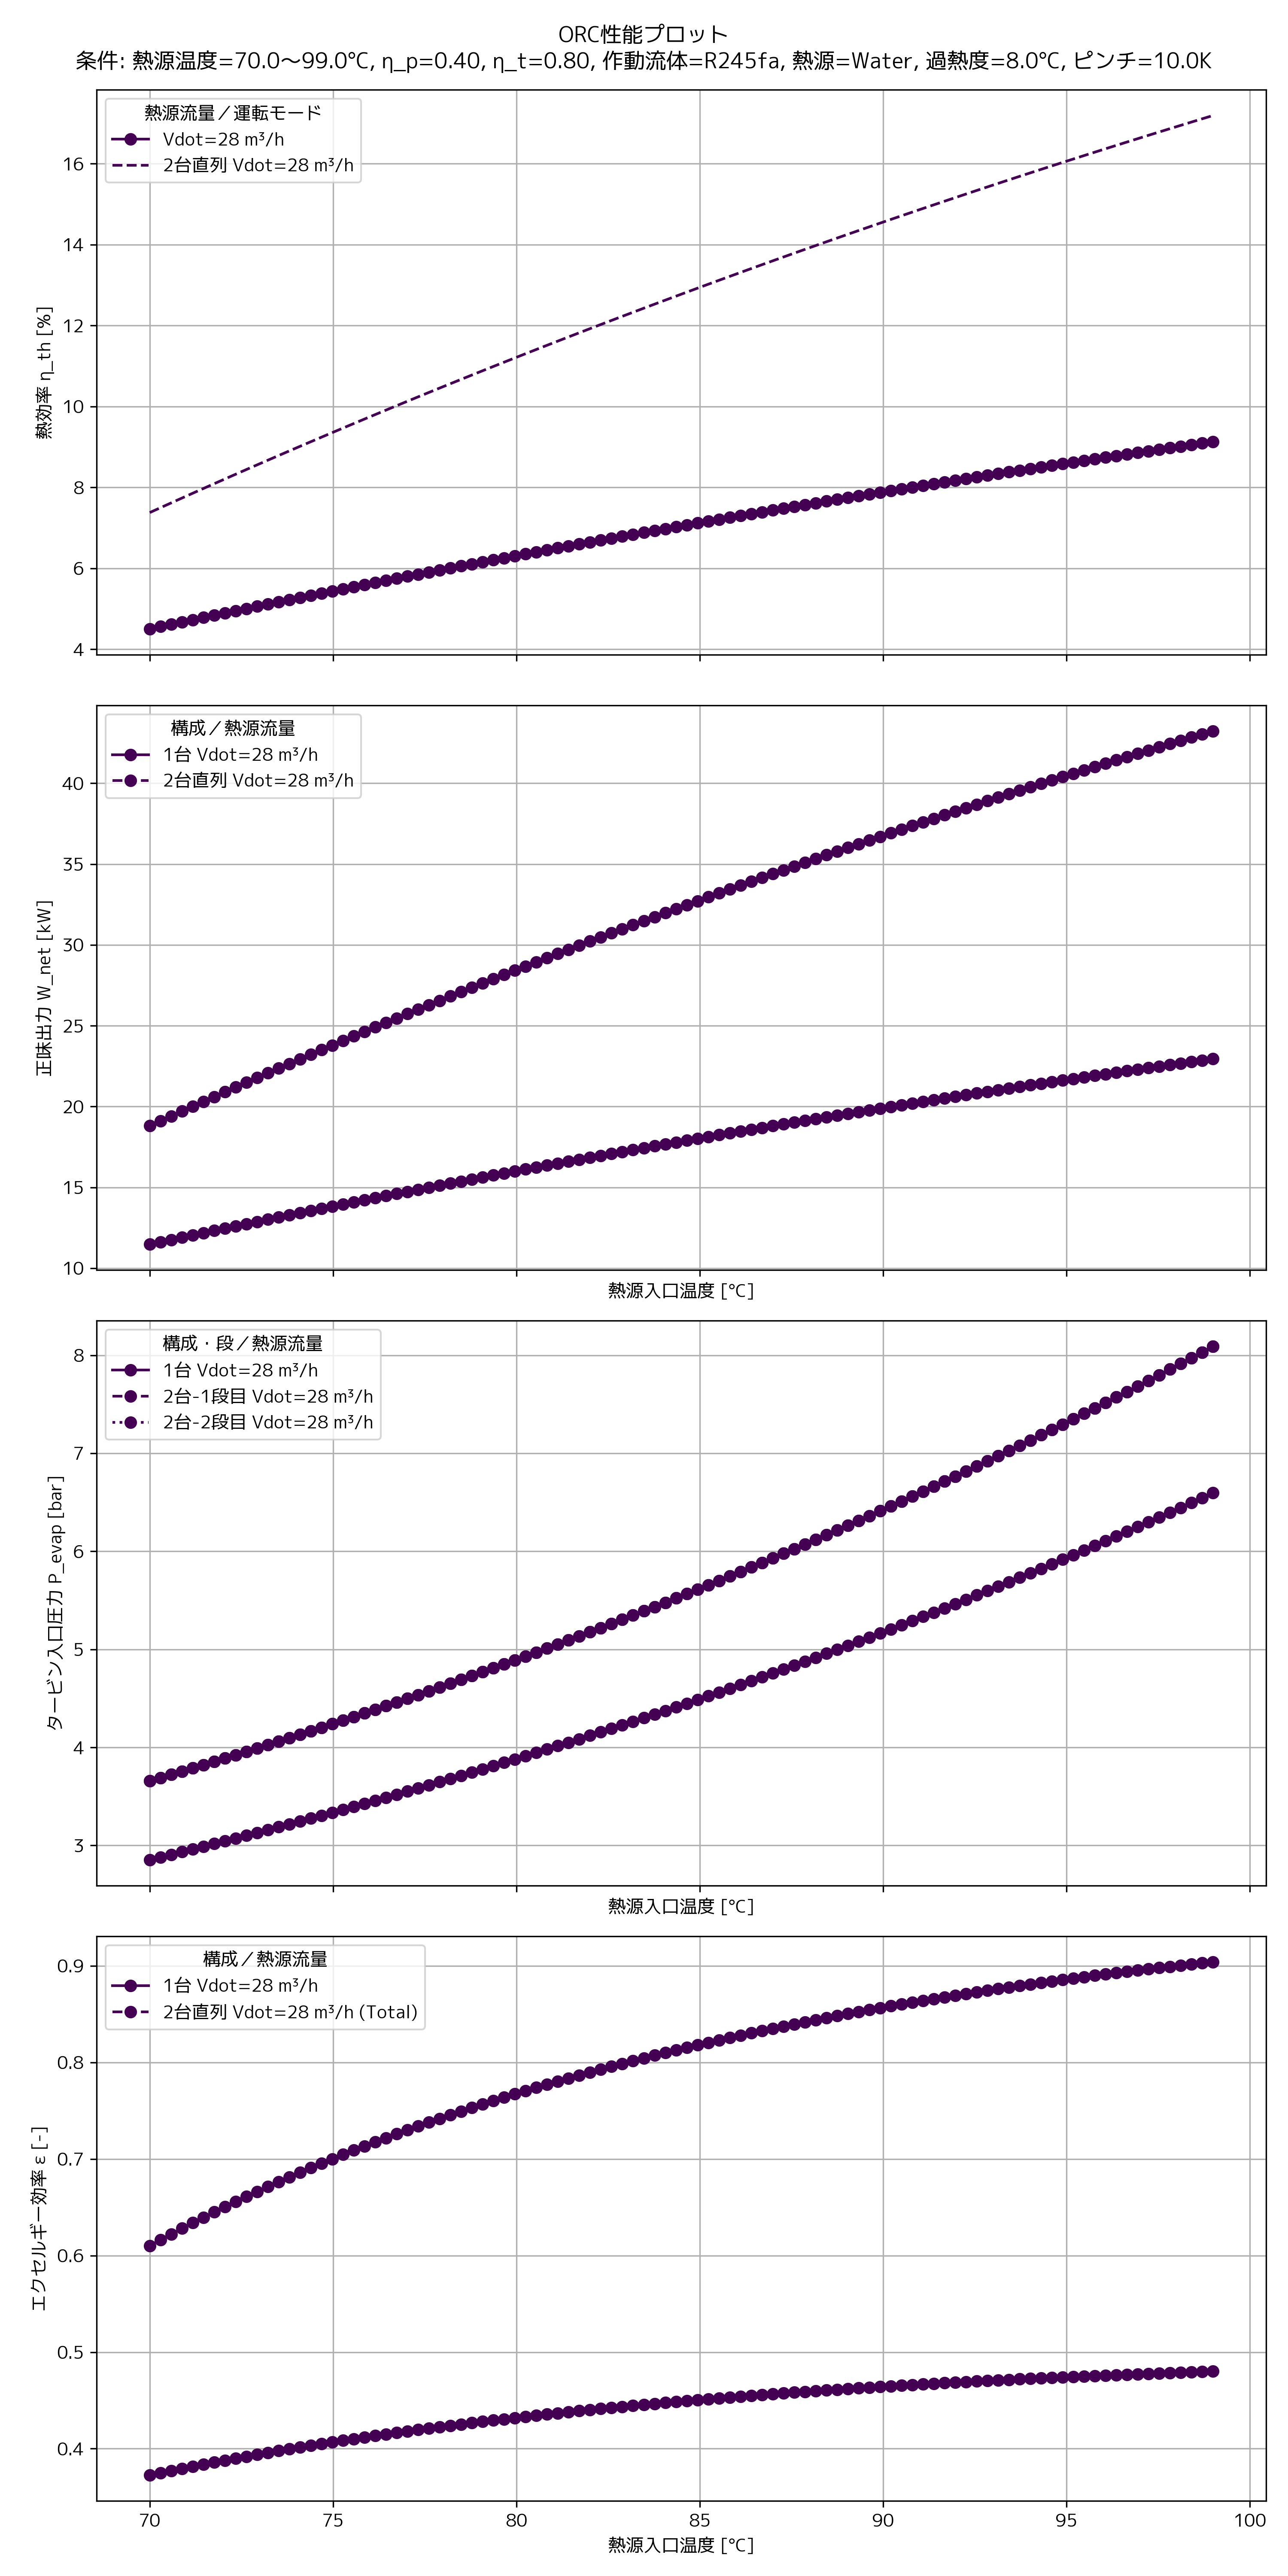 ORC性能プロット
条件: 熱源温度=70.0～99.0°C, η_p=0.40, η_t=0.80, 作動流体=R245fa, 熱源=Water, 過熱度=8.0°C, ピンチ=10.0K
熱源流量／運転モード
Vdot=28 m³/h
2台直列 Vdot=28 m³/h
熱効率 η_th [%]
16
14
12
10
8
6
4
構成／熱源流量
1台 Vdot=28 m³/h
2台直列 Vdot=28 m³/h
正味出力 W_net [kW]
40
35
30
25
20
15
10
熱源入口温度 [°C]
構成・段／熱源流量
1台 Vdot=28 m³/h
2台-1段目 Vdot=28 m³/h
2台-2段目 Vdot=28 m³/h
タービン入口圧力 P_evap [bar]
8
7
6
5
4
3
熱源入口温度 [°C]
構成／熱源流量
1台 Vdot=28 m³/h
2台直列 Vdot=28 m³/h (Total)
エクセルギー効率 ε [-]
0.9
0.8
0.7
0.6
0.5
0.4
70 75 80 85 90 95 100
熱源入口温度 [°C]